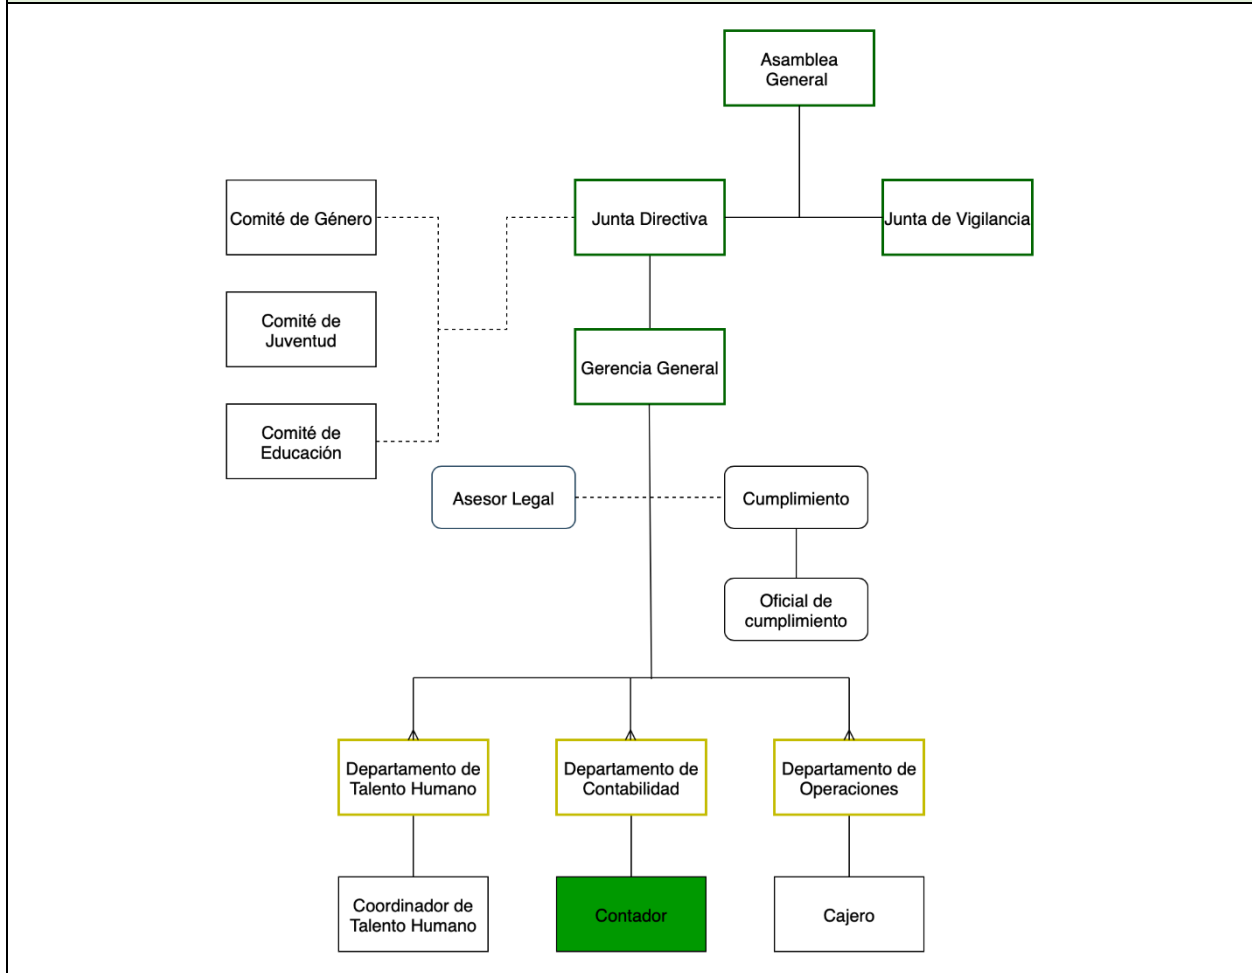 Asamblea
General
Comité de Género
Junta Directiva
Junta de Vigilancia
Comité de
Juventud
Gerencia General
Comité de
Educación
Asesor Legal
Cumplimiento
Oficial de
cumplimiento
Departamento de
Talento Humano
Departamento de
Contabilidad
Departamento de
Operaciones
Coordinador de
Talento Humano
Contador
Cajero